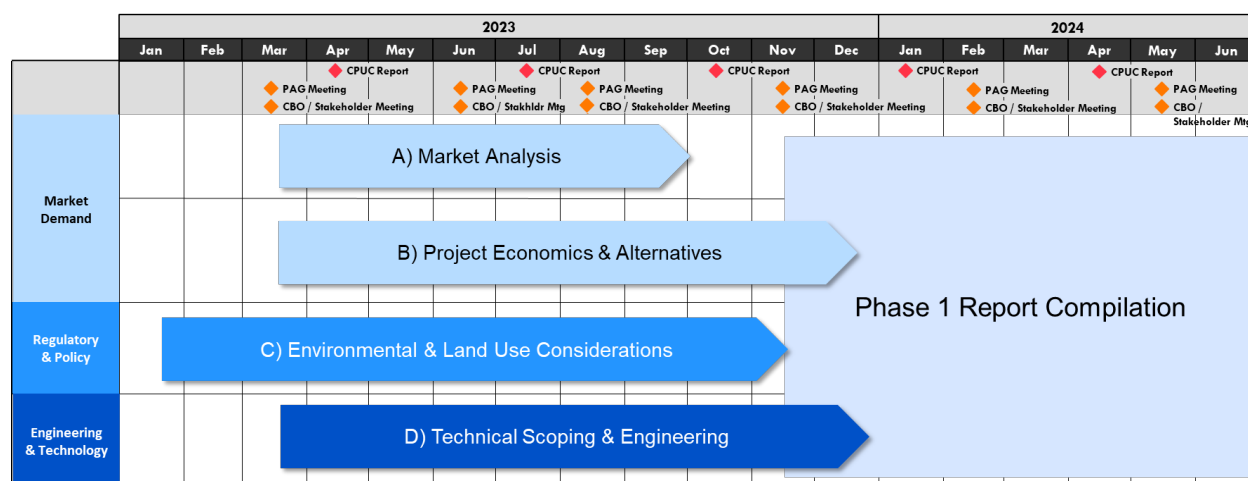 2023 2024
Jan Feb Mar Apr May Jun Jul Aug Sep Oct Nov Dec Jan Feb Mar Apr May Jun
CPUC Report CPUC Report CPUC Report CPUC Report CPUC Report
PAG Meeting PAG Meeting PAG Meeting PAG Meeting PAG Meeting PAG Meeting
CBO / Stakeholder Meeting CBO / Stakhldr Mtg CBO / Stakeholder Meeting CBO / Stakeholder Meeting CBO / Stakeholder Meeting CBO /
Stakeholder Mtg
Market
Demand
A) Market Analysis
B) Project Economics & Alternatives
Phase 1 Report Compilation
Regulatory
& Policy
C) Environmental & Land Use Considerations
Engineering
& Technology
D) Technical Scoping & Engineering